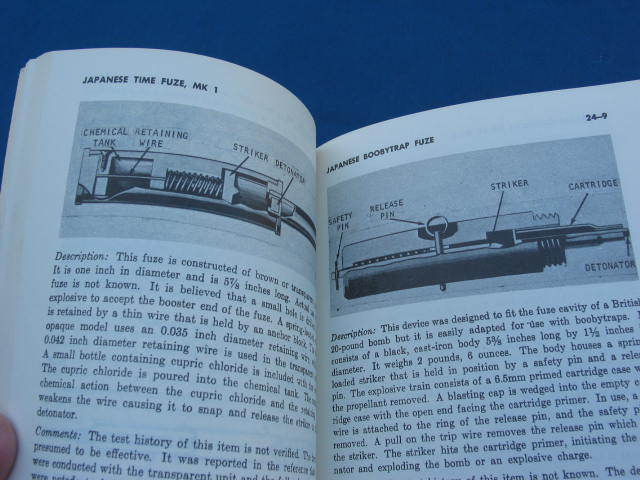 JAPANESE TIME FUZE, MK 1
CHEMICAL RETAINING
TANK WIRE
STRIKER DETONATOR
Description: This fuze is constructed of brown or
It is one inch in diameter and is 5⅞ inches long.
fuze is not known. It is believed that a small hole is
explosive to accept the booster end of the fuze. A
is retained by a thin wire that is held by an anchor block.
opaque model uses an 0.035 inch diameter retaining
0.042 inch diameter retaining wire is used in the
A small bottle containing cupric chloride is included with the
The cupric chloride is poured into the chemical tank. The
chemical action between the cupric chloride and the
weakens the wire causing it to snap and release the striker
detonator.
Comments: The test history of this item is not verified.
presumed to be effective. It was reported in the reference
were conducted with the transparent unit and the
24—9
JAPANESE BOOBYTRAP FUZE
SAFETY
PIN
RELEASE
PIN
STRIKER
CARTRIDGE
DETONATOR
Description: This device was designed to fit the fuze cavity of a British
20-pound bomb but it is easily adapted for use with boobytraps.
consists of a black, cast-iron body 5⅜ inches long by 1½ inches
diameter. It weighs 2 pounds, 6 ounces. The body houses a
loaded striker that is held in position by a safety pin and a
pin. The explosive train consists of a 6.5mm primed cartridge case
the propellant removed. A blasting cap is wedged into the empty
ridge case with the open end facing the cartridge primer. In use, a
wire is attached to the ring of the release pin, and the safety
removed. A pull on the trip wire removes the release pin which
the striker. The striker hits the cartridge primer, initiating the
nator and exploding the bomb or an explosive charge.
history of this item is not known. The